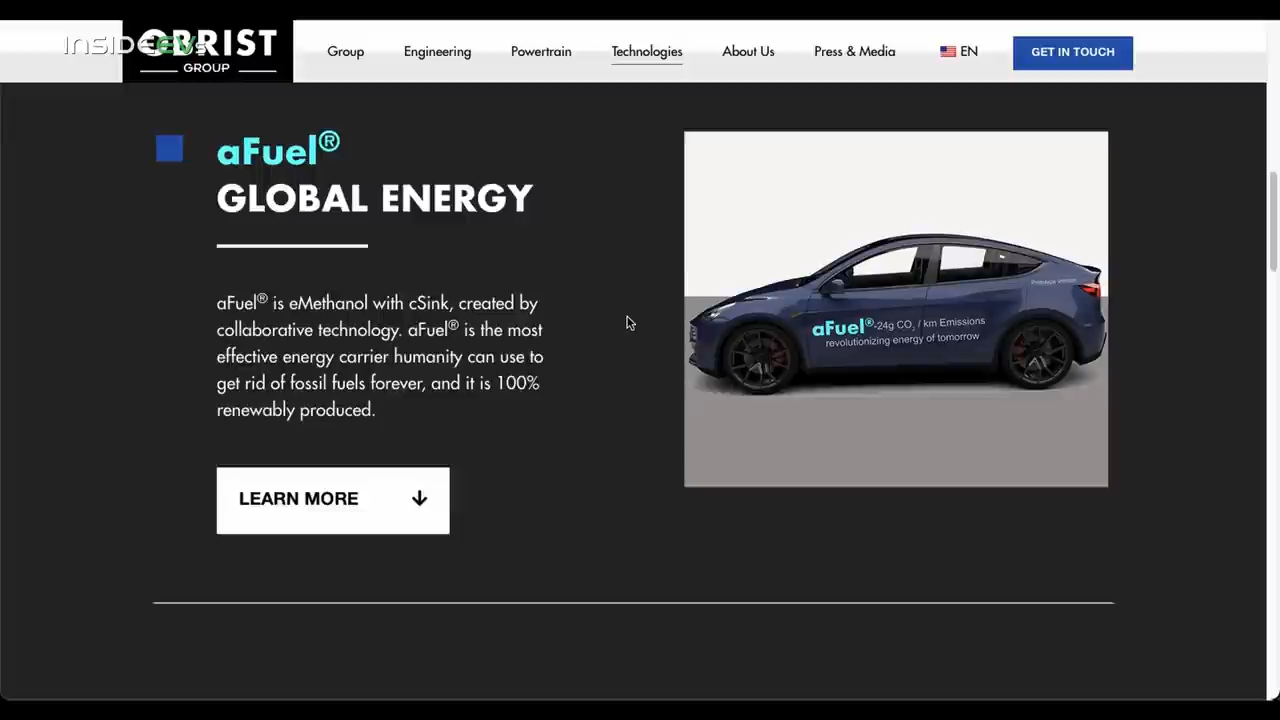 INSIDEEVs
OBRIST
GROUP
Group
Engineering
Powertrain
Technologies
About Us
Press & Media
EN
GET IN TOUCH
aFuel®
GLOBAL ENERGY
aFuel® is eMethanol with cSink, created by
collaborative technology. aFuel® is the most
effective energy carrier humanity can use to
get rid of fossil fuels forever, and it is 100%
renewably produced.
LEARN MORE
aFuel®-24g CO₂ / km Emissions
revolutionizing energy of tomorrow